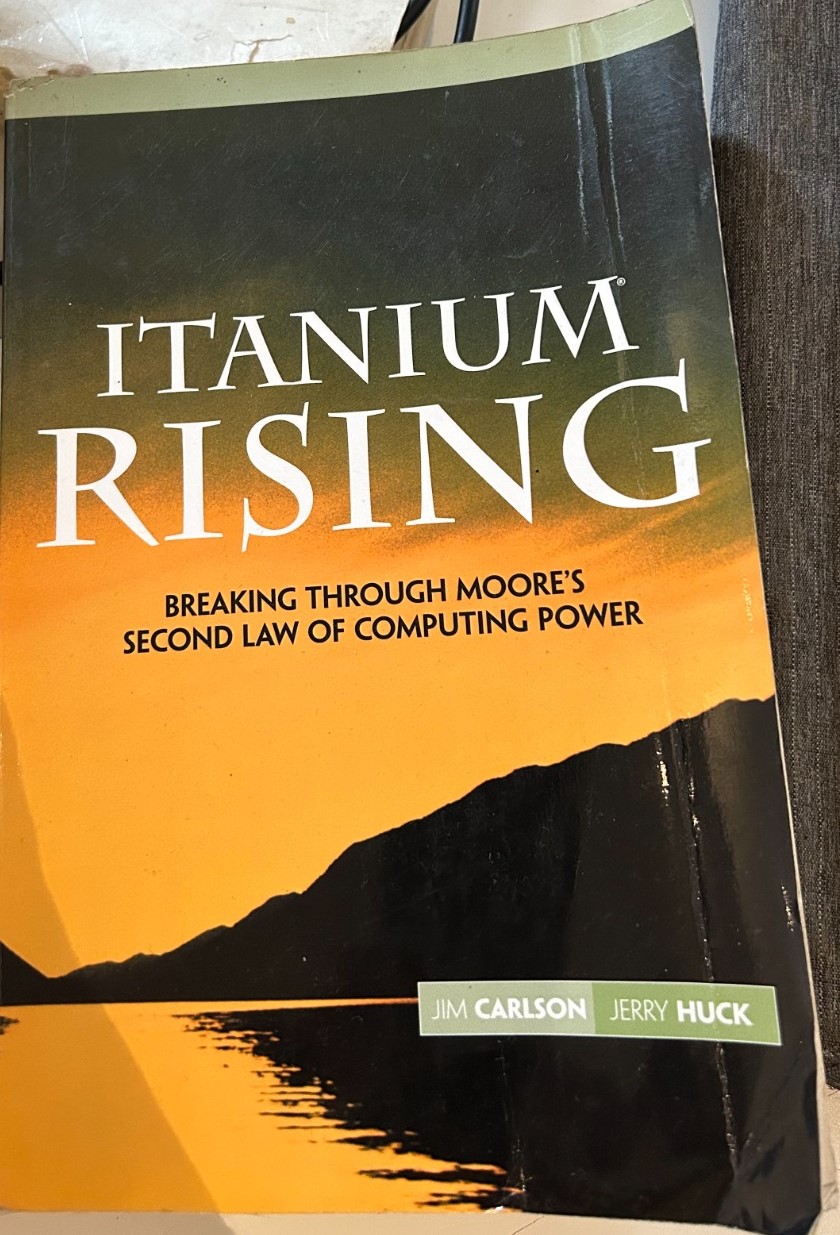 ITANIUM®
RISING
BREAKING THROUGH MOORE'S
SECOND LAW OF COMPUTING POWER
JIM CARLSON JERRY HUCK